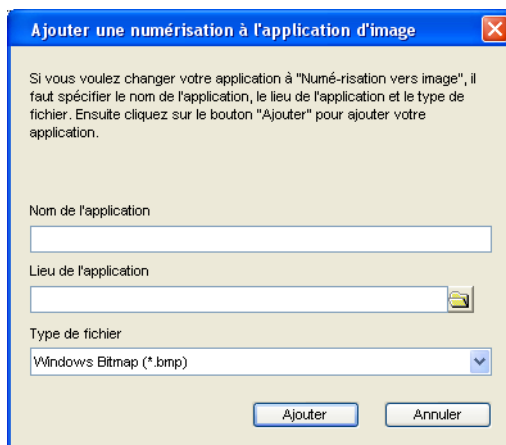 Ajouter une numérisation à l'application d'image
Si vous voulez changer votre application à "Numé-risation vers image", il
faut spécifier le nom de l'application, le lieu de l'application et le type de
fichier. Ensuite cliquez sur le bouton "Ajouter" pour ajouter votre
application.
Nom de l'application
Lieu de l'application
Type de fichier
Windows Bitmap (*.bmp)
Ajouter
Annuler